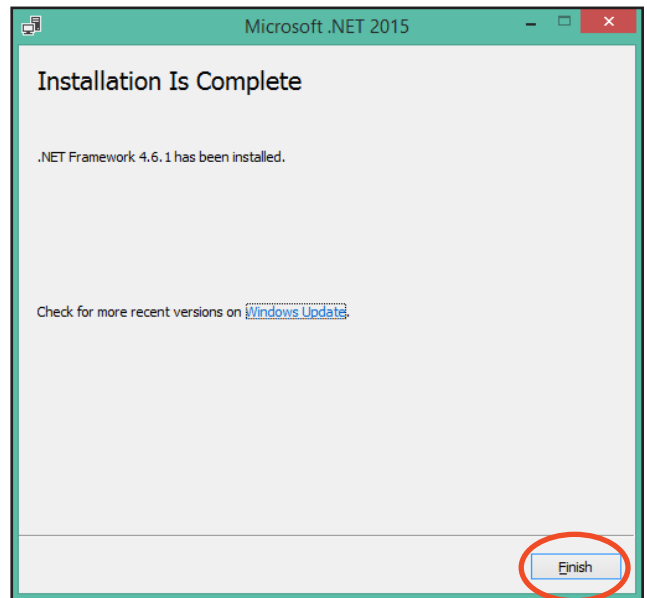 Microsoft .NET 2015
Installation Is Complete
.NET Framework 4.6.1 has been installed.
Check for more recent versions on Windows Update.
Finish